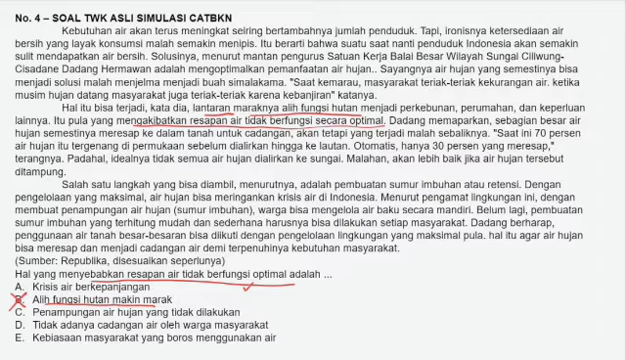 No. 4 – SOAL TWK ASLI SIMULASI CATBKN
Kebutuhan air akan terus meningkat seiring bertambahnya jumlah penduduk. Tapi, ironisnya ketersediaan air
bersih yang layak konsumsi malah semakin menipis. Itu berarti bahwa suatu saat nanti penduduk Indonesia akan semakin
sulit mendapatkan air bersih. Solusinya, menurut mantan pengurus Satuan Kerja Balai Besar Wilayah Sungai Ciliwung-
Cisadane Dadang Hermawan adalah mengoptimalkan pemanfaatan air hujan.. Sayangnya air hujan yang semestinya bisa
menjadi solusi malah menjelma menjadi buah simalakama. "Saat kemarau, masyarakat teriak-teriak kekurangan air. ketika
musim hujan datang masyarakat juga teriak-teriak karena kebanjiran" katanya.
Hal itu bisa terjadi, kata dia, lantaran maraknya alih fungsi hutan menjadi perkebunan, perumahan, dan keperluan
lainnya. Itu pula yang mengakibatkan resapan air tidak berfungsi secara optimal. Dadang memaparkan, sebagian besar air
hujan semestinya meresap ke dalam tanah untuk cadangan, akan tetapi yang terjadi malah sebaliknya. "Saat ini 70 persen
air hujan itu tergenang di permukaan sebelum dialirkan hingga ke lautan. Otomatis, hanya 30 persen yang meresap,"
terangnya. Padahal, idealnya tidak semua air hujan dialirkan ke sungai. Malahan, akan lebih baik jika air hujan tersebut
ditampung.
Salah satu langkah yang bisa diambil, menurutnya, adalah pembuatan sumur imbuhan atau retensi. Dengan
pengelolaan yang maksimal, air hujan bisa meringankan krisis air di Indonesia. Menurut pengamat lingkungan ini, dengan
membuat penampungan air hujan (sumur imbuhan), warga bisa mengelola air baku secara mandiri. Belum lagi, pembuatan
sumur imbuhan yang terhitung mudah dan sederhana harusnya bisa dilakukan setiap masyarakat. Dadang berharap,
penggunaan air tanah besar-besaran bisa diikuti dengan pengelolaan lingkungan yang maksimal pula. hal itu agar air hujan
bisa meresap dan menjadi cadangan air demi terpenuhinya kebutuhan masyarakat.
(Sumber: Republika, disesuaikan seperlunya)
Hal yang menyebabkan resapan air tidak berfungsi optimal adalah ...
A. Krisis air berkepanjangan
B. Alih fungsi hutan makin marak
C. Penampungan air hujan yang tidak dilakukan
D. Tidak adanya cadangan air oleh warga masyarakat
E. Kebiasaan masyarakat yang boros menggunakan air